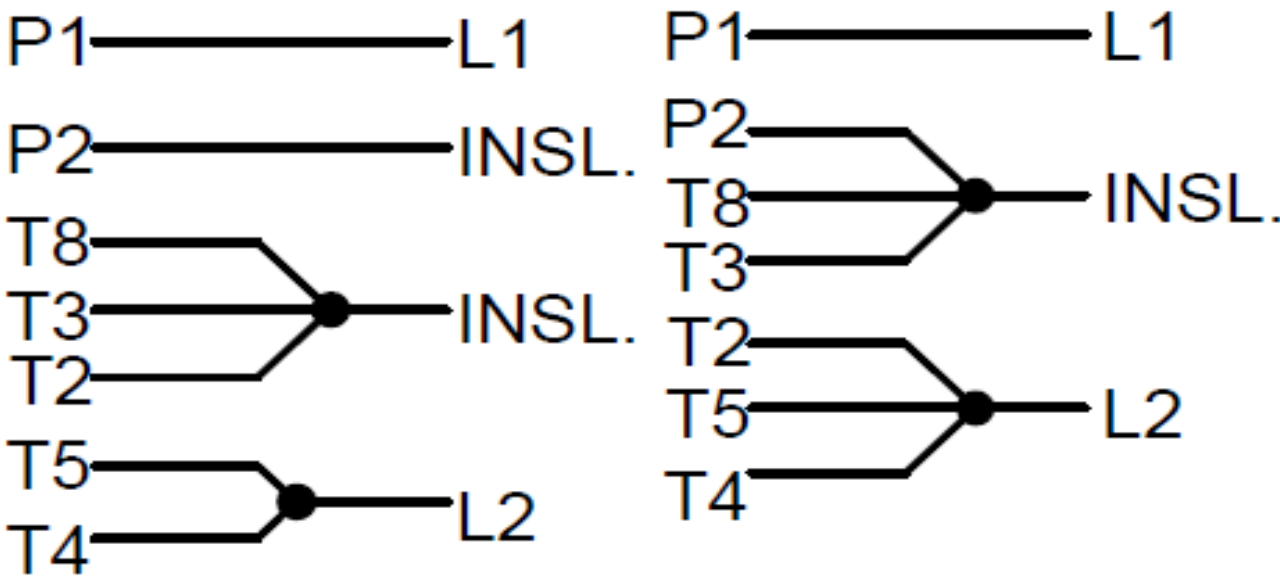 P1 L1
P2 INSL.
T8
T3 INSL.
T2
T5
T4 L2
P1 L1
P2
T8 INSL.
T3
T2
T5 L2
T4